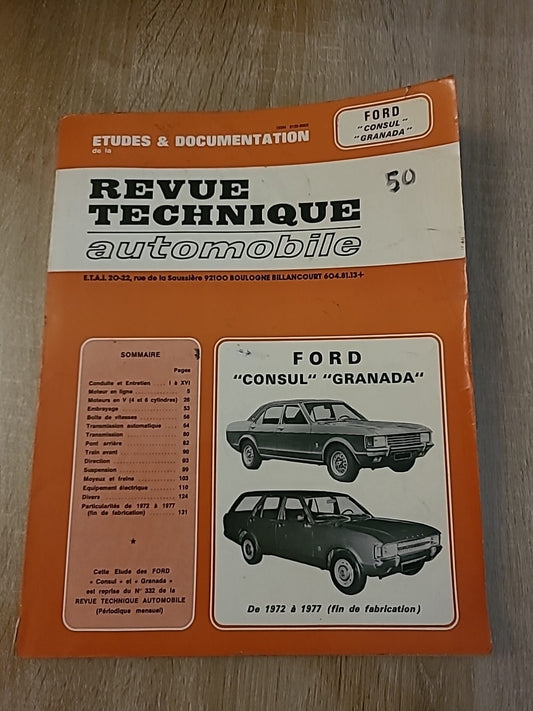 FORD
"CONSUL"
"GRANADA"
ETUDES & DOCUMENTATION
de la
50
REVUE
TECHNIQUE
automobile
E.T.A.I. 20-22, rue de la Saussière 92100 BOULOGNE BILLANCOURT 604.81.13+
SOMMAIRE
Pages
Conduite et Entretien .... I à XVI
Moteur en ligne .......... 5
Moteurs en V (4 et 6 cylindres) 26
Embrayage .......... 53
Boîte de vitesses .......... 56
Transmission automatique .... 64
Transmission .......... 80
Pont arrière .......... 82
Train avant .......... 90
Direction .......... 93
Suspension .......... 99
Moyeux et freins .......... 103
Equipement électrique ...... 110
Divers .......... 124
Particularités de 1972 à 1977
(fin de fabrication) ........ 131
*
Cette Etude des FORD
« Consul » et « Granada »
est reprise du N° 332 de la
REVUE TECHNIQUE AUTOMOBILE
(Périodique mensuel)
FORD
"CONSUL" "GRANADA"
De 1972 à 1977 (fin de fabrication)